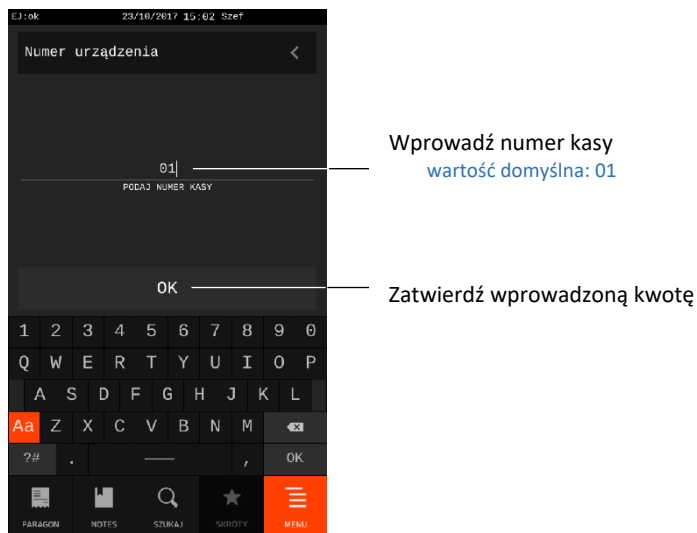 EJ:ok 23/10/2017 15:02 Szef
Numer urządzenia <
01
PODAJ NUMER KASY
Wprowadź numer kasy
wartość domyślna: 01
OK
Zatwierdź wprowadzoną kwotę
1 2 3 4 5 6 7 8 9 0
Q W E R T Y U I O P
A S D F G H J K L
Aa Z X C V B N M
?# . , OK
PARAGON NOTES SZUKAJ SKRÓTY MENU